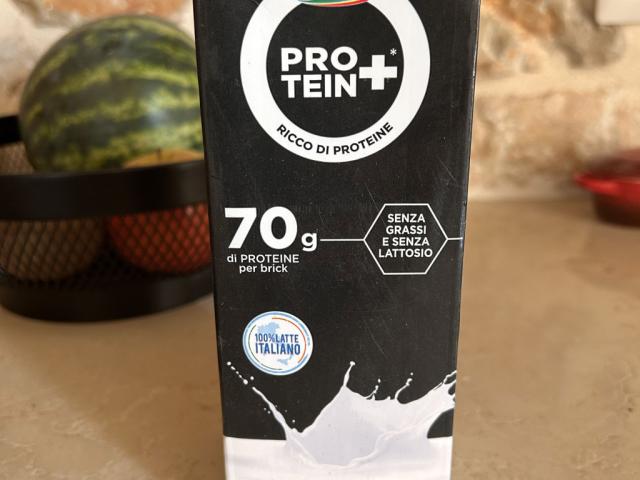 PRO
TEIN+*
RICCO DI PROTEINE
70g
di PROTEINE
per brick
SENZA
GRASSI
E SENZA
LATTOSIO
100%LATTE
ITALIANO